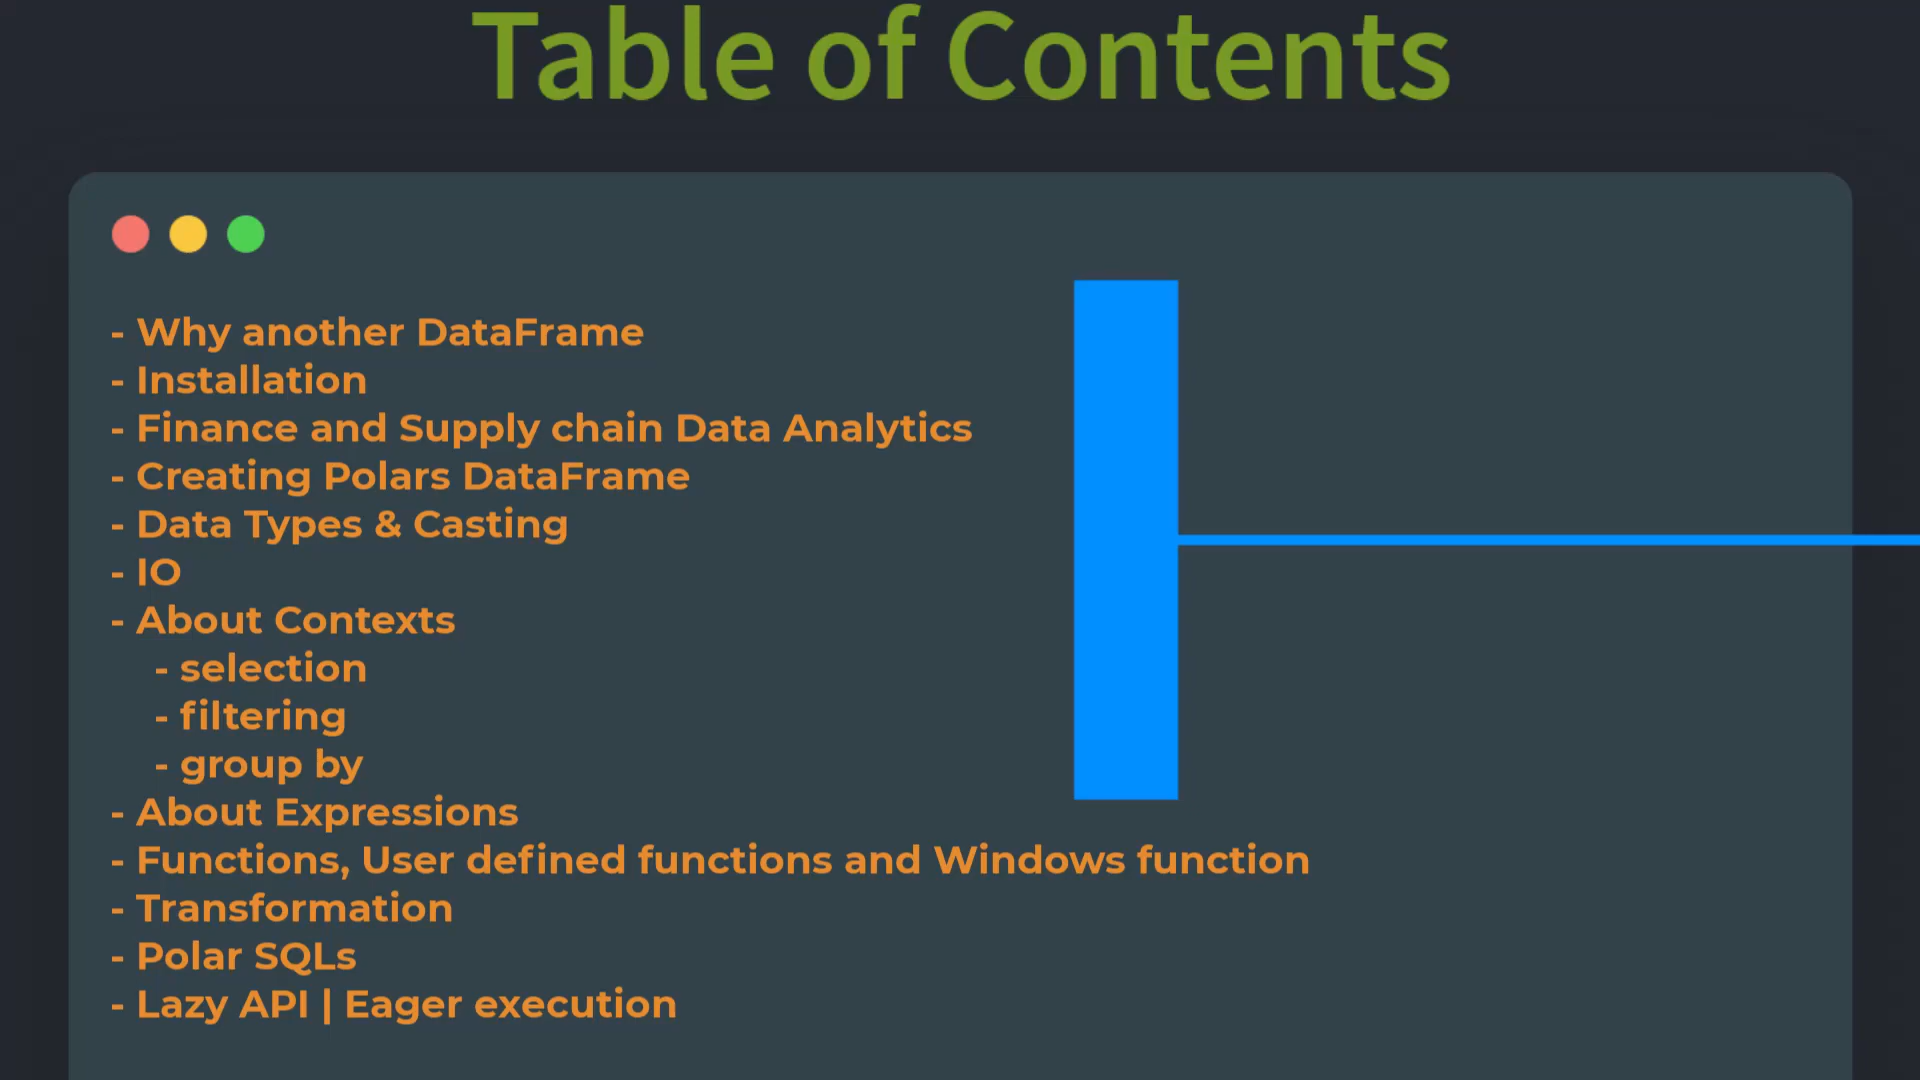 Table of Contents
- Why another DataFrame
- Installation
- Finance and Supply chain Data Analytics
- Creating Polars DataFrame
- Data Types & Casting
- IO
- About Contexts
- selection
- filtering
- group by
- About Expressions
- Functions, User defined functions and Windows function
- Transformation
- Polar SQLs
- Lazy API | Eager execution